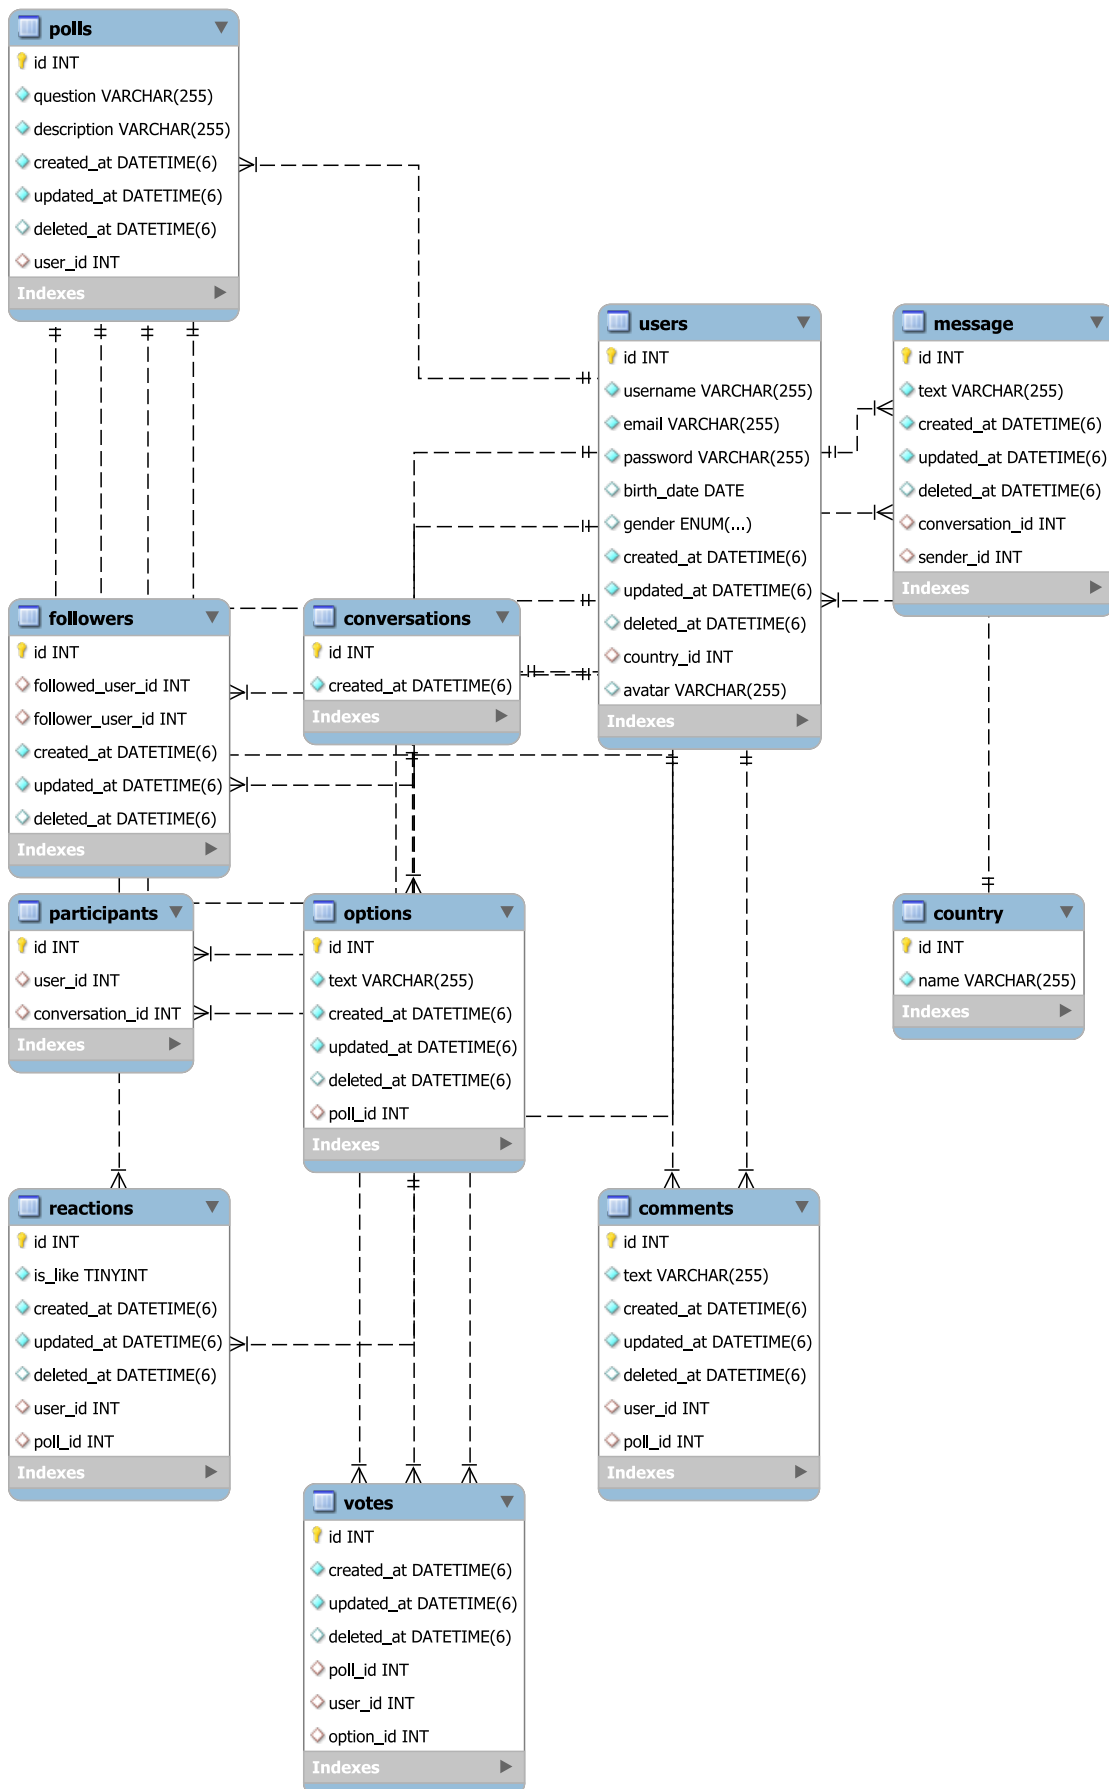 polls
id INT
question VARCHAR(255)
description VARCHAR(255)
created_at DATETIME(6)
updated_at DATETIME(6)
deleted_at DATETIME(6)
user_id INT
Indexes
users
id INT
username VARCHAR(255)
email VARCHAR(255)
password VARCHAR(255)
birth_date DATE
gender ENUM(...)
created_at DATETIME(6)
updated_at DATETIME(6)
deleted_at DATETIME(6)
country_id INT
avatar VARCHAR(255)
Indexes
message
id INT
text VARCHAR(255)
created_at DATETIME(6)
updated_at DATETIME(6)
deleted_at DATETIME(6)
conversation_id INT
sender_id INT
Indexes
followers
id INT
followed_user_id INT
follower_user_id INT
created_at DATETIME(6)
updated_at DATETIME(6)
deleted_at DATETIME(6)
Indexes
conversations
id INT
created_at DATETIME(6)
Indexes
participants
id INT
user_id INT
conversation_id INT
Indexes
options
id INT
text VARCHAR(255)
created_at DATETIME(6)
updated_at DATETIME(6)
deleted_at DATETIME(6)
poll_id INT
Indexes
country
id INT
name VARCHAR(255)
Indexes
reactions
id INT
is_like TINYINT
created_at DATETIME(6)
updated_at DATETIME(6)
deleted_at DATETIME(6)
user_id INT
poll_id INT
Indexes
comments
id INT
text VARCHAR(255)
created_at DATETIME(6)
updated_at DATETIME(6)
deleted_at DATETIME(6)
user_id INT
poll_id INT
Indexes
votes
id INT
created_at DATETIME(6)
updated_at DATETIME(6)
deleted_at DATETIME(6)
poll_id INT
user_id INT
option_id INT
Indexes